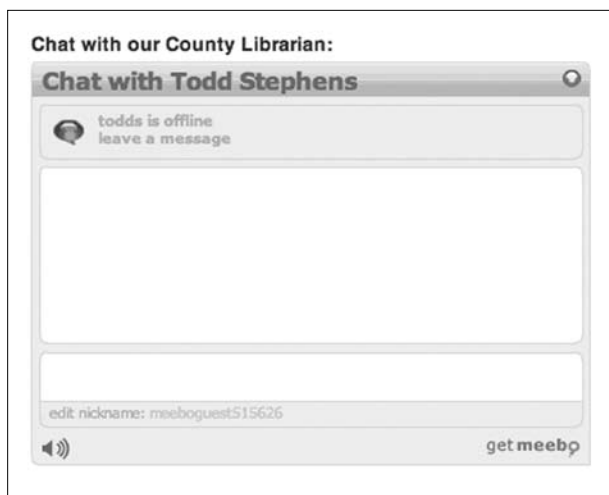 Chat with our County Librarian:
Chat with Todd Stephens
todds is offline
leave a message
edit nickname: meeboguest515626
get meebo